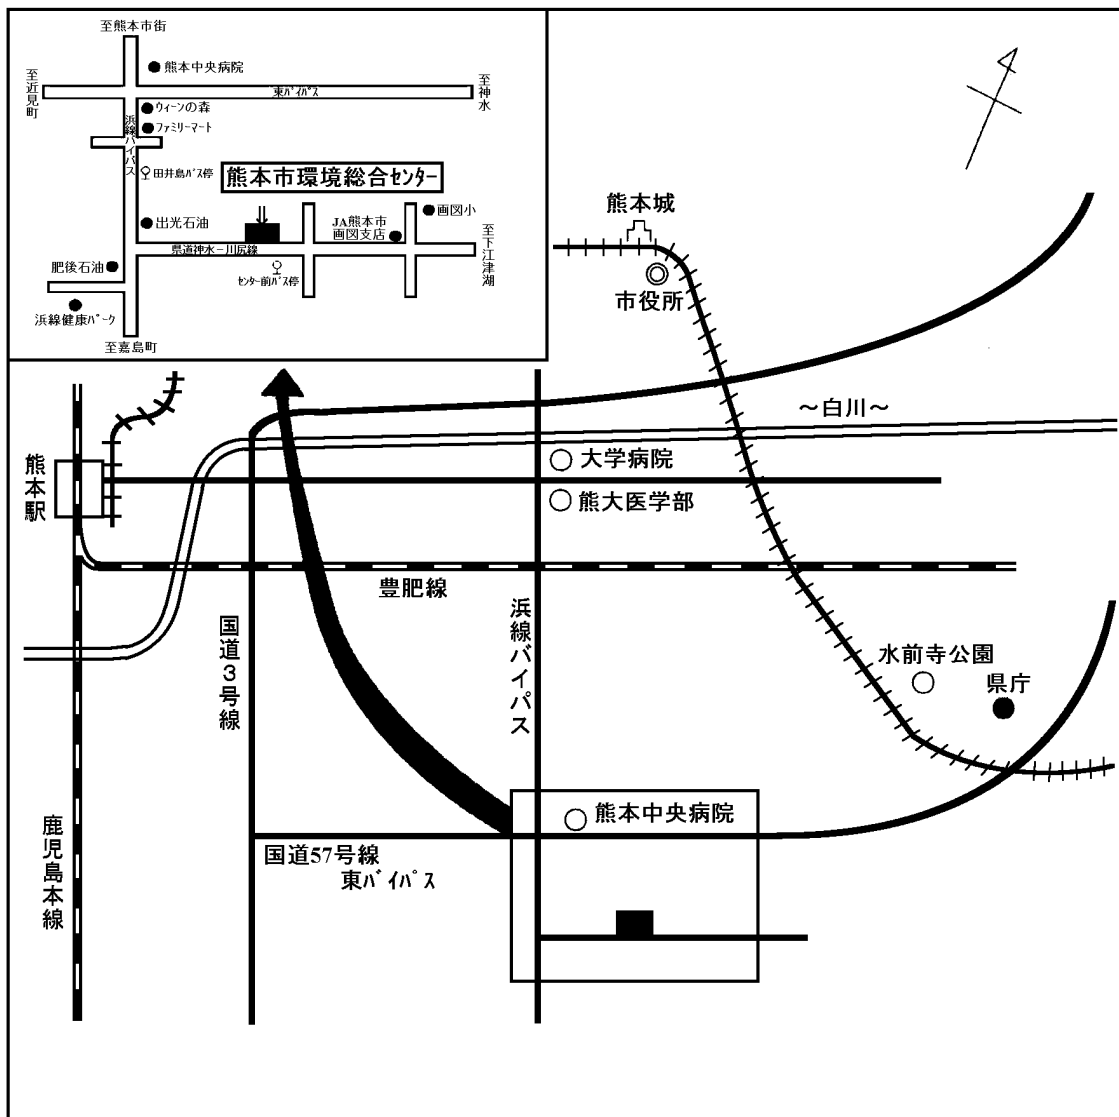 至熊本市街
熊本中央病院
至近見町
東バイパス
至神水
ウィーンの森
ファミリーマート
浜線バイパス
田井島バス停
熊本市環境総合センター
出光石油
JA熊本市
画図支店
画図小
至下江津湖
県道神水－川尻線
肥後石油
センター前バス停
浜線健康パーク
至嘉島町
熊本城
市役所
～白川～
大学病院
熊大医学部
熊本駅
豊肥線
国道3号線
浜線バイパス
水前寺公園
県庁
熊本中央病院
国道57号線
東バイパス
鹿児島本線